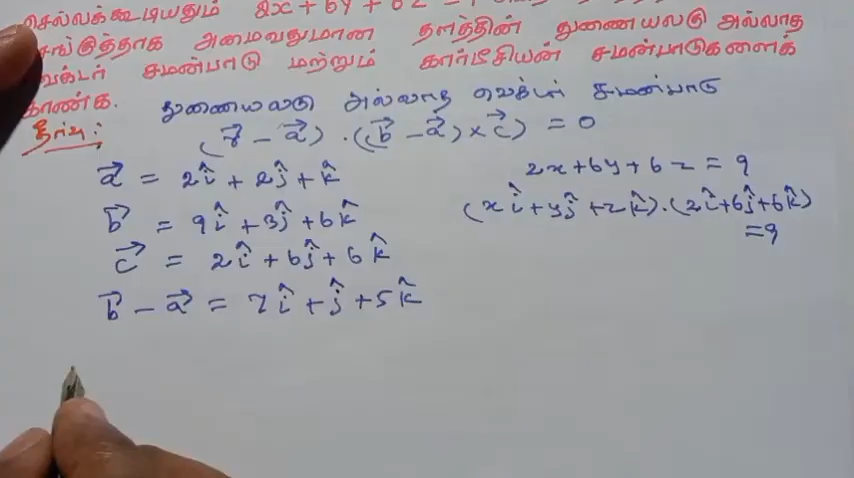 செல்லக்கூடியதும் 2x + 6y + 6z
செங்குத்தாக அமைவதுமான தளத்தின் துணையலகு அல்லாத
வெக்டர் சமன்பாடு மற்றும் கார்டீசியன் சமன்பாடுகளைக்
காண்க. துணையலகு அல்லாத வெக்டர் சமன்பாடு
தீர்வு:
(r⃗ − a⃗) · (b⃗ − a⃗) × c⃗) = 0
a⃗ = 2î + 2ĵ + k̂
b⃗ = 9î + 3ĵ + 6k̂
c⃗ = 2î + 6ĵ + 6k̂
b⃗ − a⃗ = 7î + ĵ + 5k̂
2x + 6y + 6z = 9
(xî + yĵ + zk̂) · (2î + 6ĵ + 6k̂)
= 9